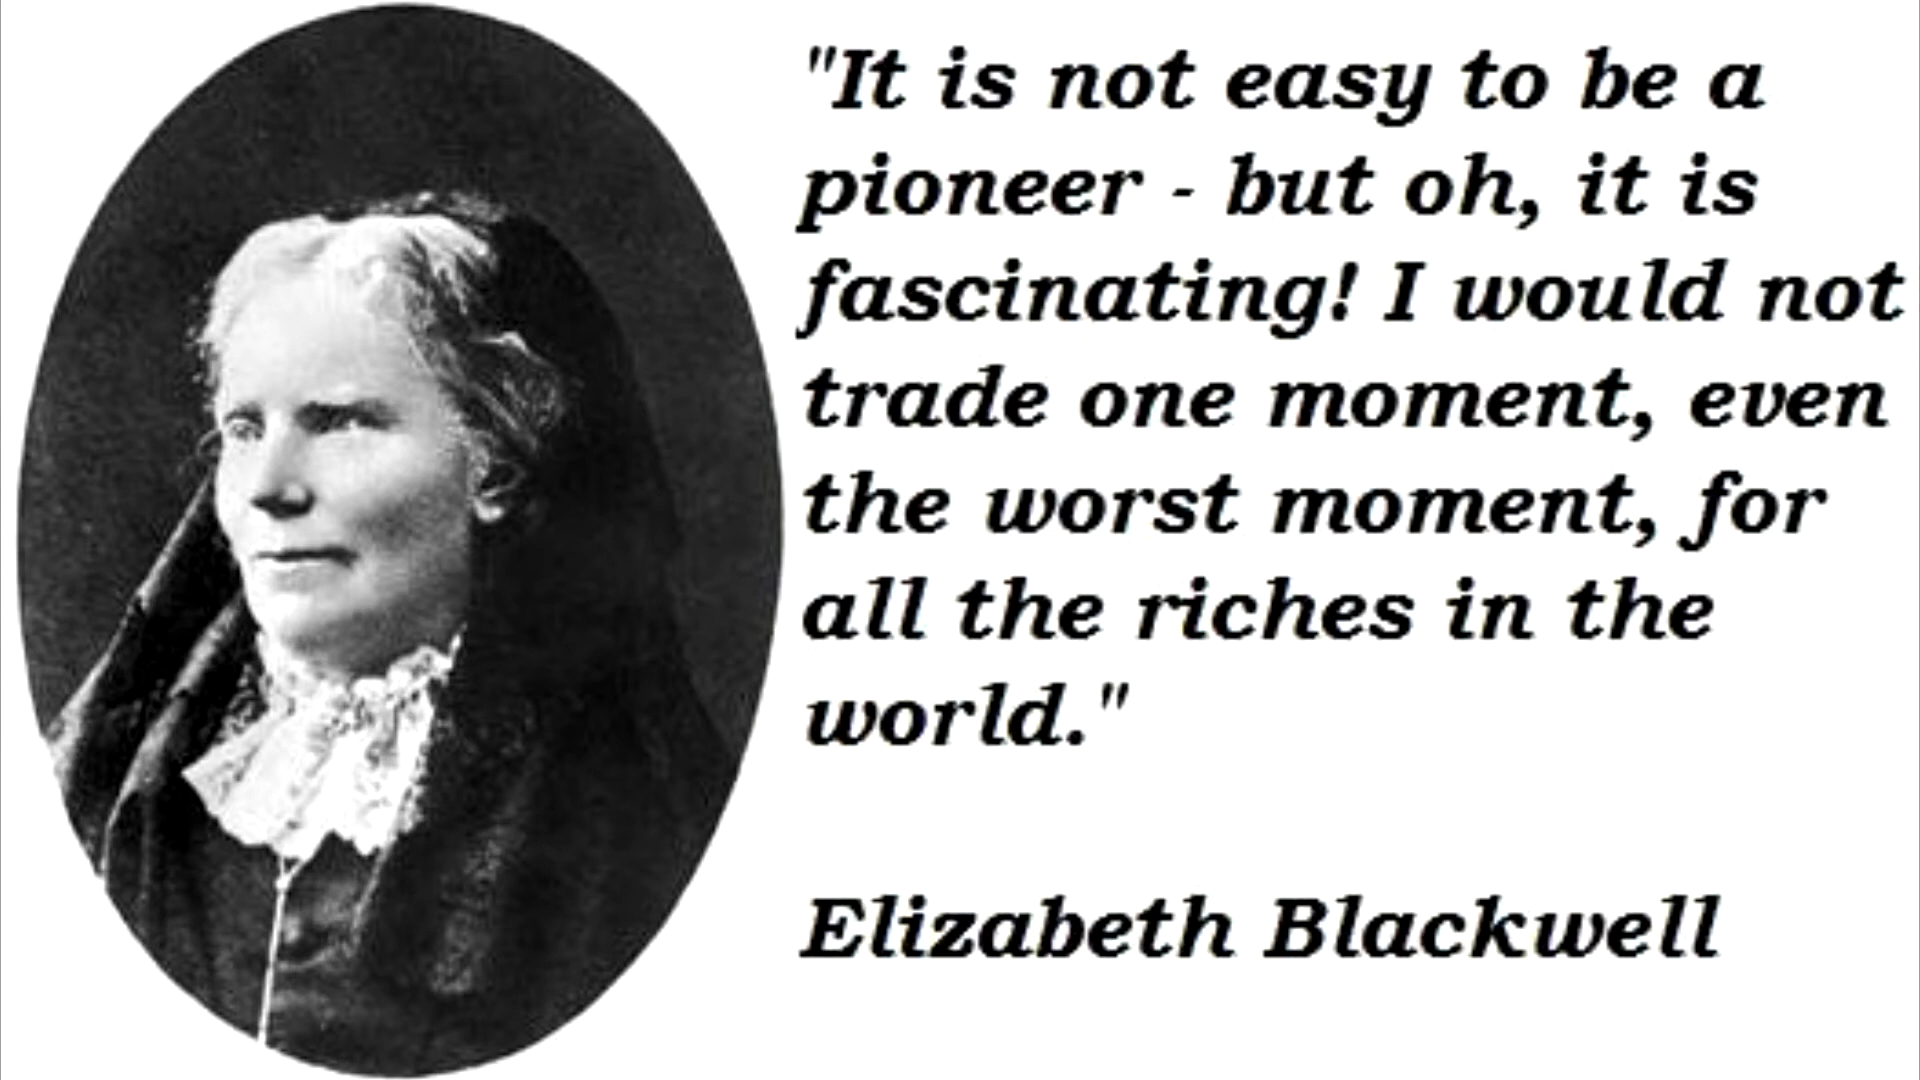 "It is not easy to be a
pioneer - but oh, it is
fascinating! I would not
trade one moment, even
the worst moment, for
all the riches in the
world."
Elizabeth Blackwell